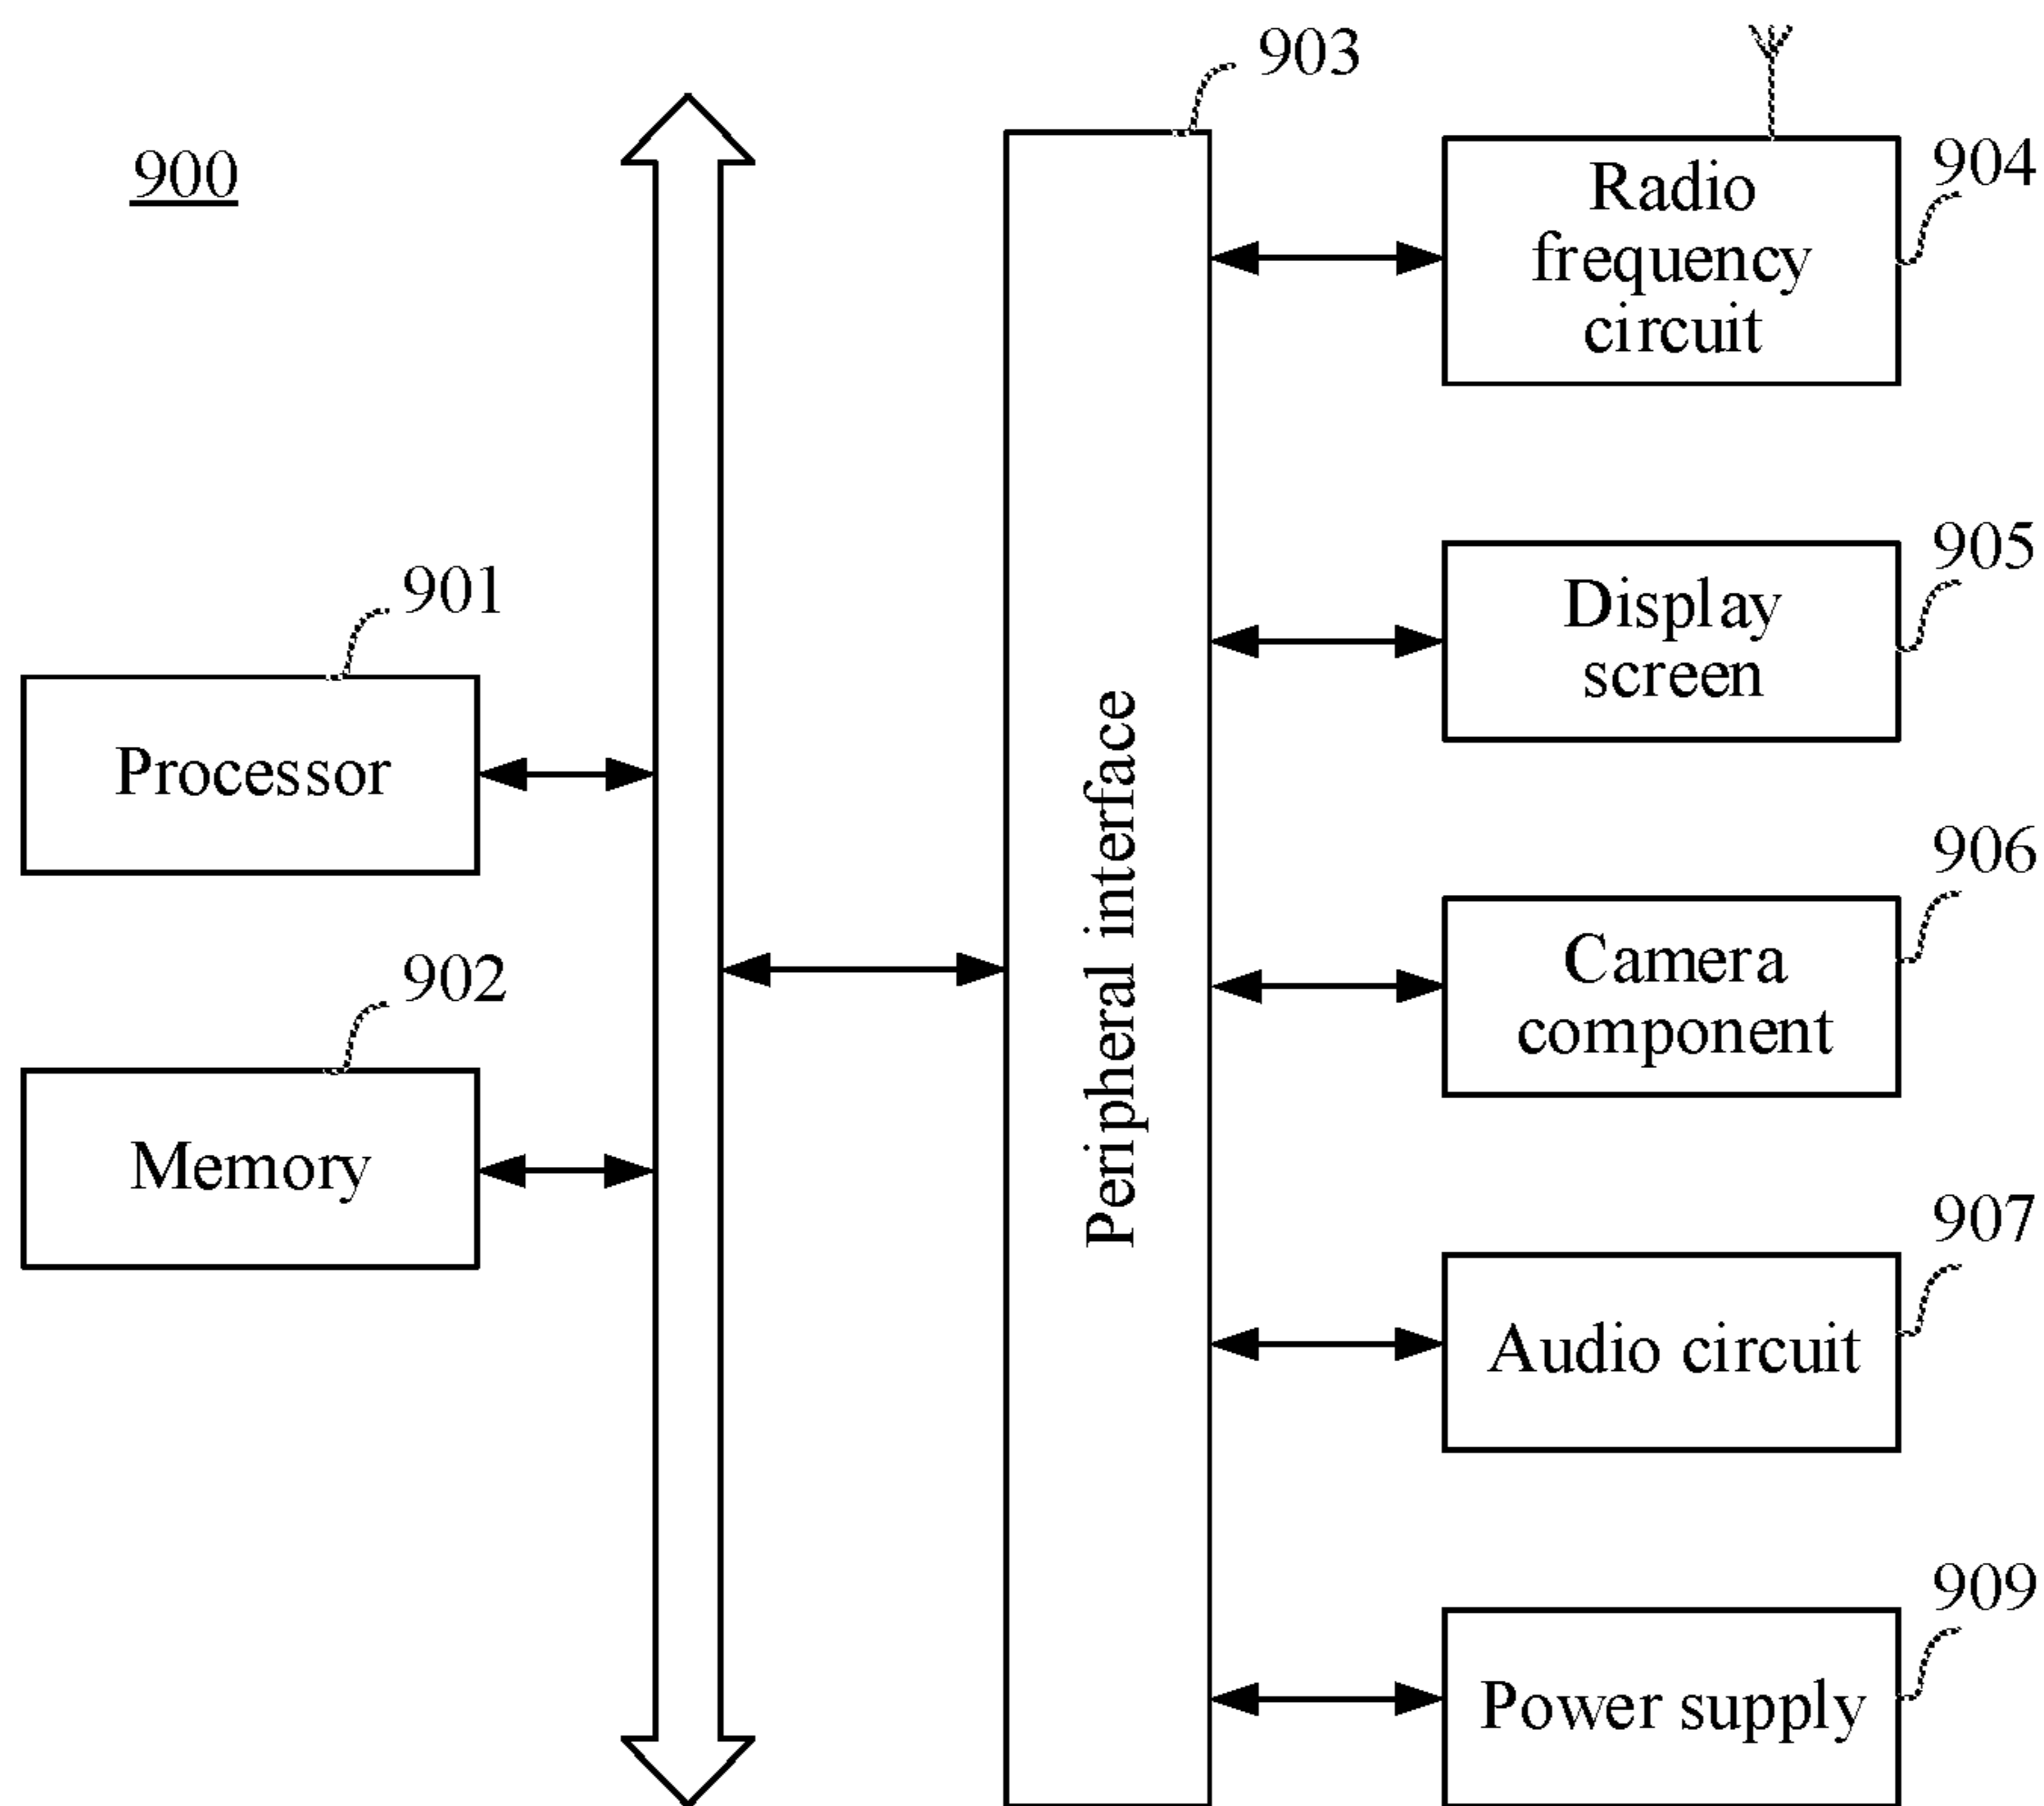 900
903
904
Radio
frequency
circuit
905
Display
screen
901
Processor
Peripheral interface
906
Camera
component
902
Memory
907
Audio circuit
909
Power supply